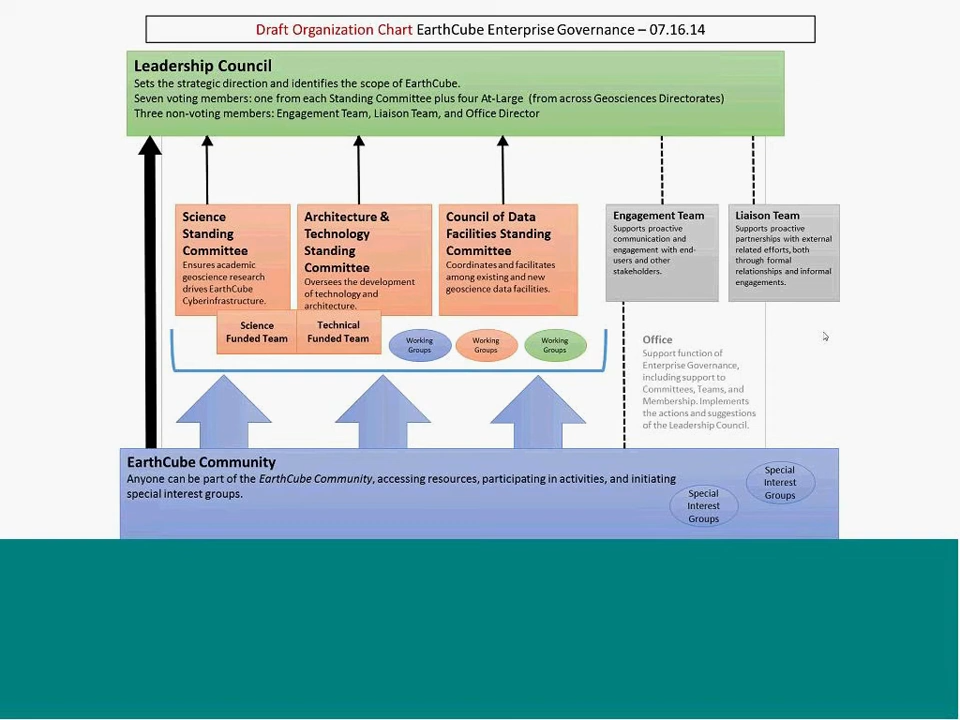 Draft Organization Chart EarthCube Enterprise Governance – 07.16.14
Leadership Council
Sets the strategic direction and identifies the scope of EarthCube.
Seven voting members: one from each Standing Committee plus four At-Large (from across Geosciences Directorates)
Three non-voting members: Engagement Team, Liaison Team, and Office Director
Science
Standing
Committee
Ensures academic
geoscience research
drives EarthCube
Cyberinfrastructure.
Architecture &
Technology
Standing
Committee
Oversees the development
of technology and
architecture.
Council of Data
Facilities Standing
Committee
Coordinates and facilitates
among existing and new
geoscience data facilities.
Engagement Team
Supports proactive
communication and
engagement with end-
users and other
stakeholders.
Liaison Team
Supports proactive
partnerships with external
related efforts, both
through formal
relationships and informal
engagements.
Science
Funded Team
Technical
Funded Team
Working
Groups
Working
Groups
Working
Groups
Office
Support function of
Enterprise Governance,
including support to
Committees, Teams, and
Membership. Implements
the actions and suggestions
of the Leadership Council.
EarthCube Community
Anyone can be part of the EarthCube Community, accessing resources, participating in activities, and initiating
special interest groups.
Special
Interest
Groups
Special
Interest
Groups